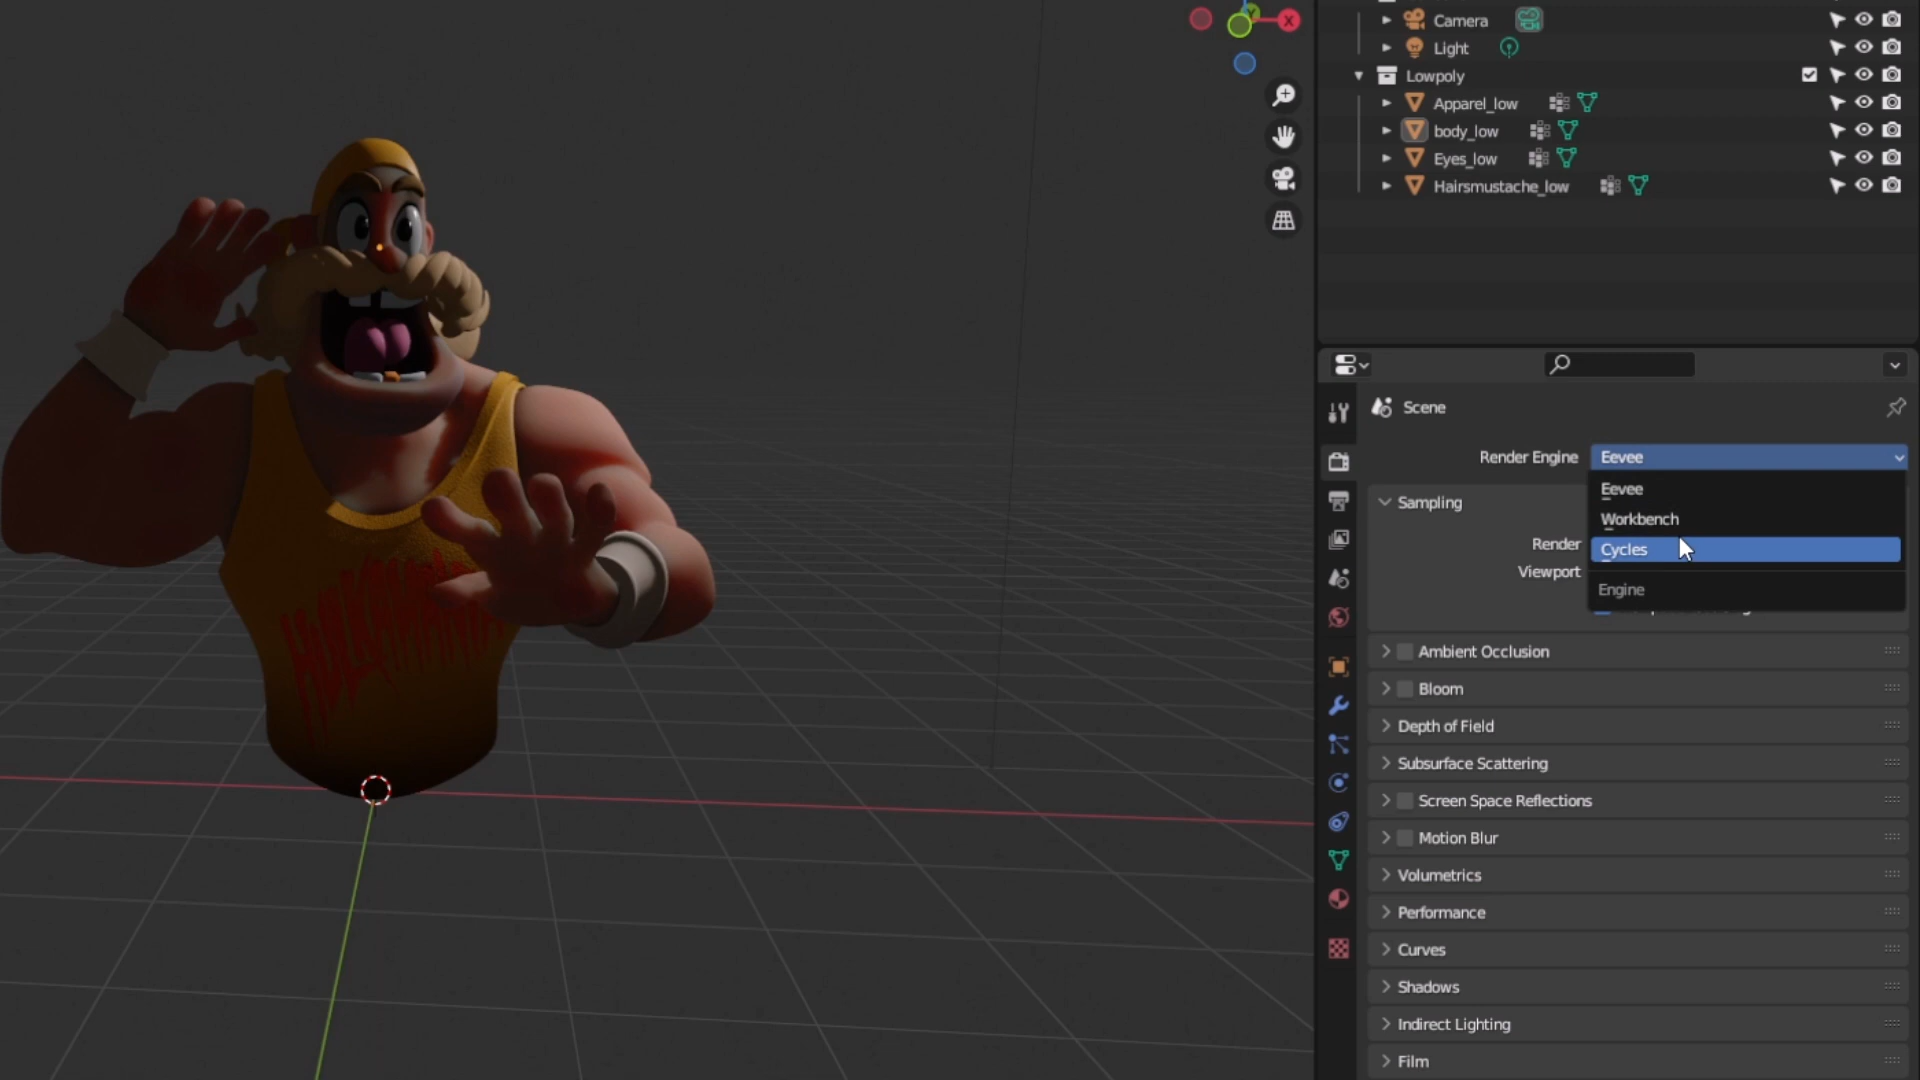 X
Camera
Light
Lowpoly
Apparel_low
body_low
Eyes_low
Hairsmustache_low
Scene
Render Engine Eevee
Eevee
Sampling
Workbench
Render
Cycles
Viewport
Engine
Ambient Occlusion
Bloom
Depth of Field
Subsurface Scattering
Screen Space Reflections
Motion Blur
Volumetrics
Performance
Curves
Shadows
Indirect Lighting
Film